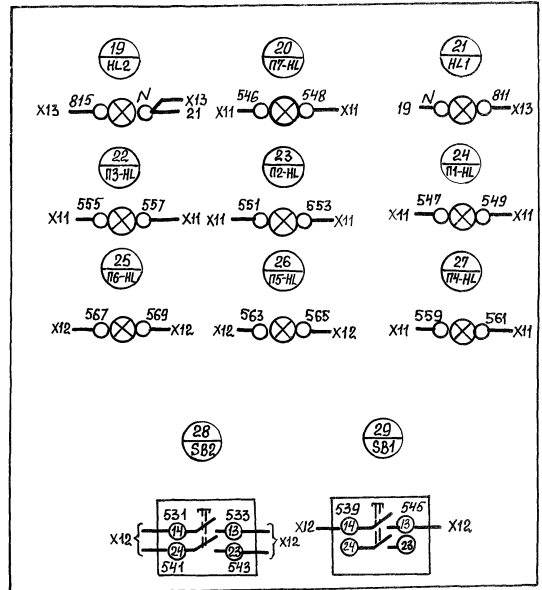 19 20 21
HL2 П7-HL HL1
X13 815 N X13 21 X11 546 548 X11 19 N 811 X13
22 23 24
П3-HL П2-HL П1-HL
X11 555 557 X11 X11 551 553 X11 X11 547 549 X11
25 26 27
П6-HL П5-HL П4-HL
X12 567 569 X12 X12 563 565 X12 X11 559 561 X11
28 29
SB2 SB1
531 533 539 545
X12 14 13 X12 X12 14 13 X12
24 23 24 23
541 543